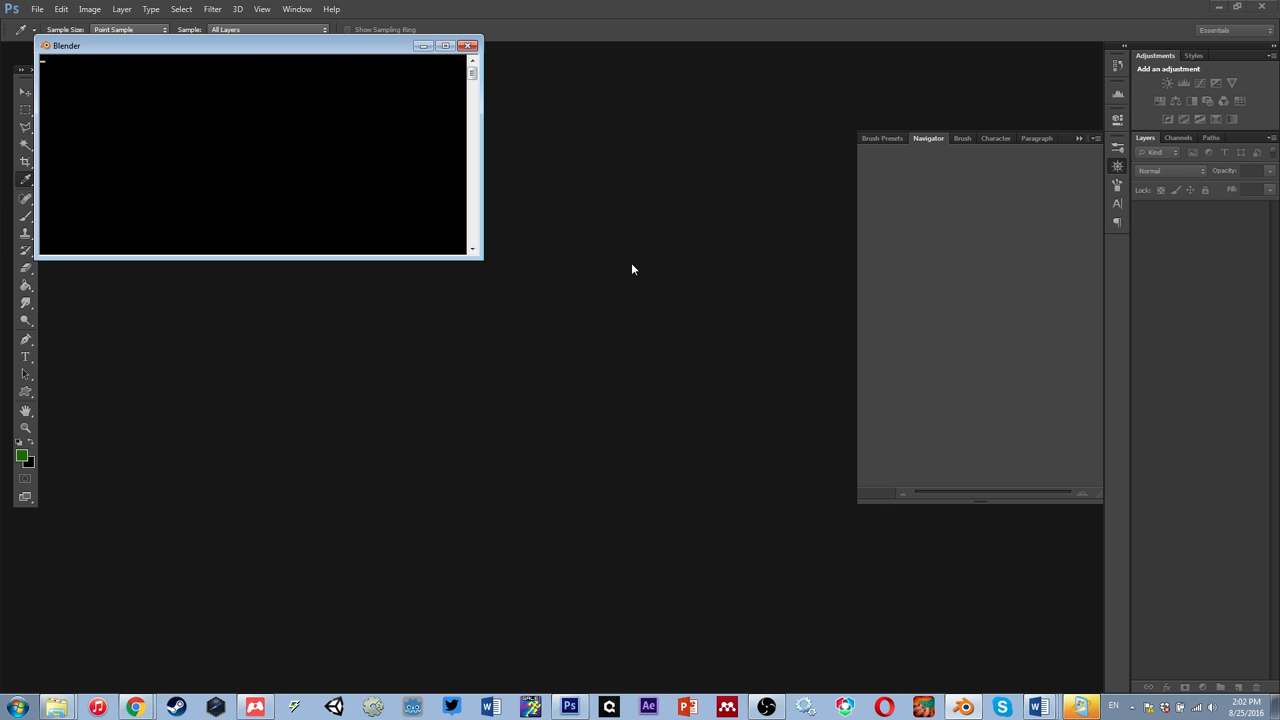 Ps File Edit Image Layer Type Select Filter 3D View Window Help
Sample Size: Point Sample Sample: All Layers Show Sampling Ring Essentials
Blender
Adjustments Styles
Add an adjustment
Brush Presets Navigator Brush Character Paragraph
Layers Channels Paths
Kind
Normal Opacity:
Lock: Fill:
EN 2:02 PM
8/25/2016